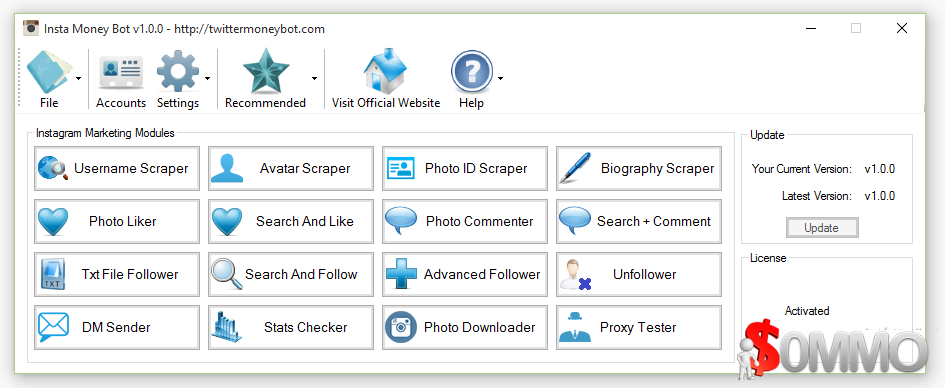 Insta Money Bot v1.0.0 - http://twittermoneybot.com
File
Accounts
Settings
Recommended
Visit Official Website
Help
Instagram Marketing Modules
Username Scraper
Avatar Scraper
Photo ID Scraper
Biography Scraper
Photo Liker
Search And Like
Photo Commenter
Search + Comment
TXT
Txt File Follower
Search And Follow
Advanced Follower
Unfollower
DM Sender
Stats Checker
Photo Downloader
Proxy Tester
Update
Your Current Version: v1.0.0
Latest Version: v1.0.0
Update
License
Activated
$OMMO